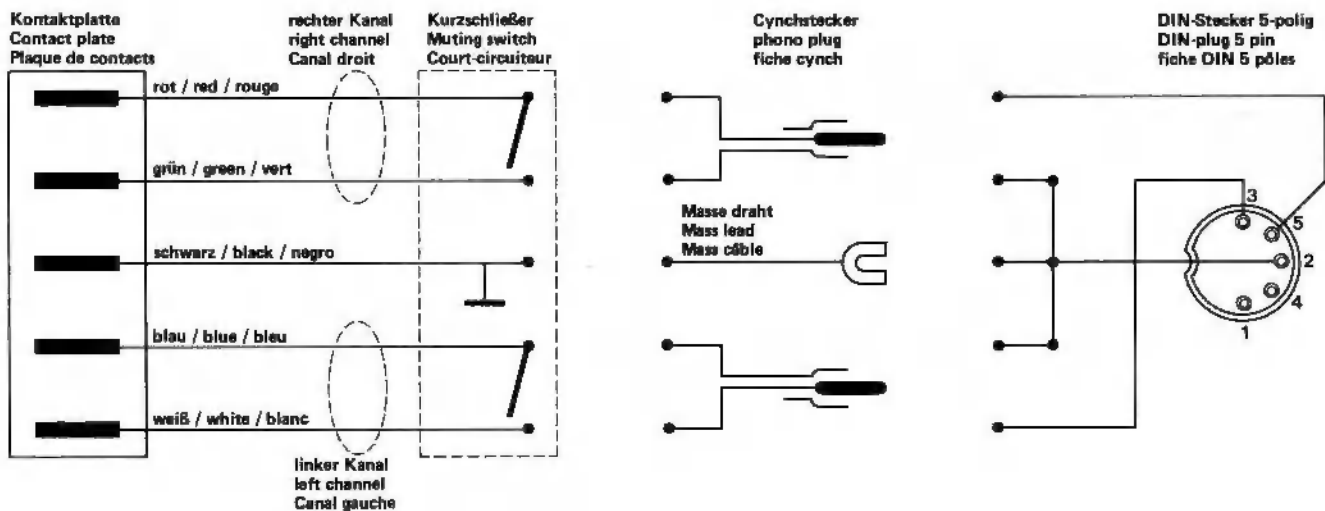 Kontaktplatte
Contact plate
Plaque de contacts
rechter Kanal
right channel
Canal droit
Kurzschließer
Muting switch
Court-circuiteur
Cynchstecker
phono plug
fiche cynch
DIN-Stecker 5-polig
DIN-plug 5 pin
fiche DIN 5 pôles
rot / red / rouge
grün / green / vert
schwarz / black / negro
blau / blue / bleu
weiß / white / blanc
linker Kanal
left channel
Canal gauche
Masse draht
Mass lead
Mass câble
3
5
2
4
1